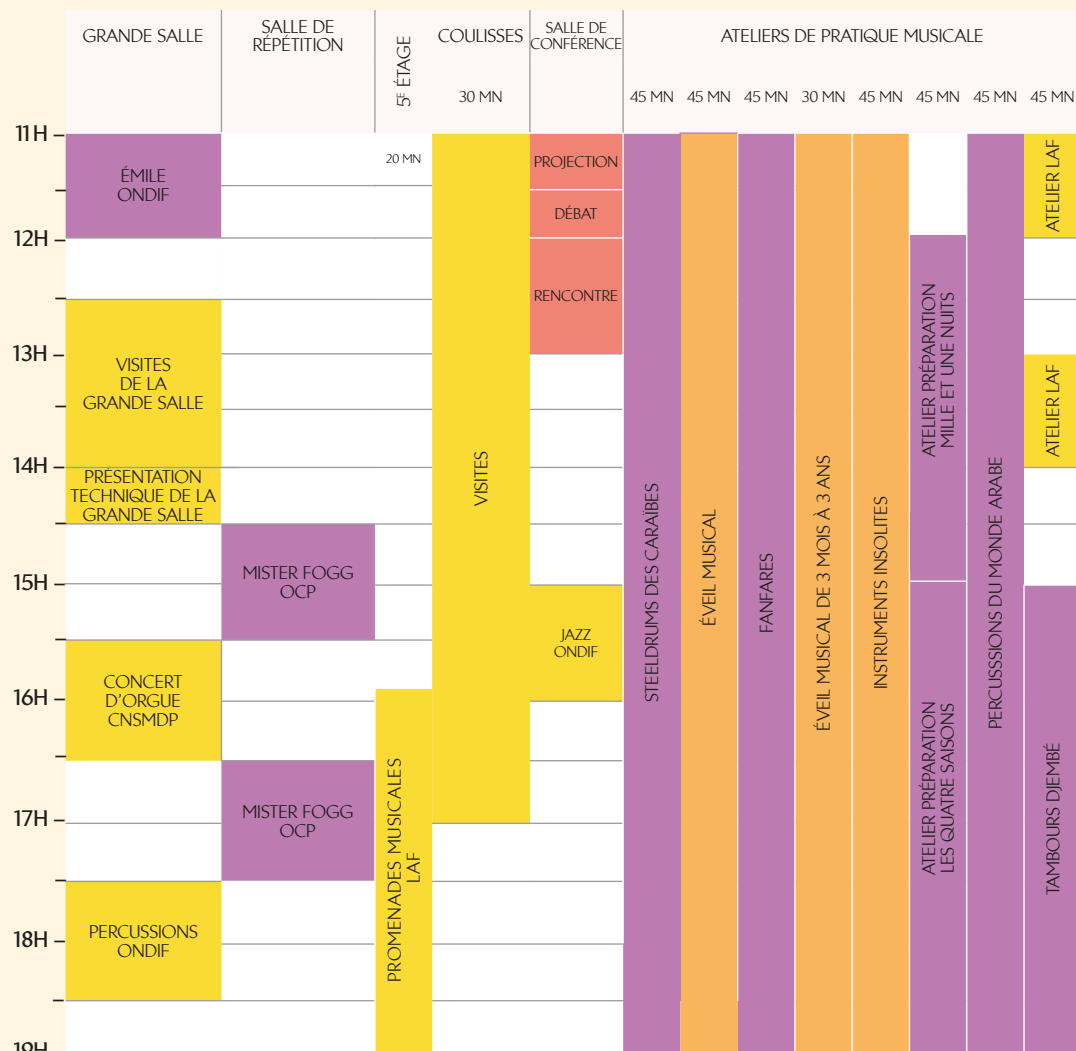 GRANDE SALLE
SALLE DE
RÉPÉTITION
5E ÉTAGE
COULISSES
SALLE DE
CONFÉRENCE
ATELIERS DE PRATIQUE MUSICALE
30 MN
45 MN
45 MN
45 MN
30 MN
45 MN
45 MN
45 MN
45 MN
11H
12H
13H
14H
15H
16H
17H
18H
19H
ÉMILE
ONDIF
VISITES
DE LA
GRANDE SALLE
PRÉSENTATION
TECHNIQUE DE LA
GRANDE SALLE
CONCERT
D'ORGUE
CNSMDP
PERCUSSIONS
ONDIF
MISTER FOGG
OCP
MISTER FOGG
OCP
20 MN
PROMENADES MUSICALES
LAF
VISITES
PROJECTION
DÉBAT
RENCONTRE
JAZZ
ONDIF
STEELDRUMS DES CARAÏBES
ÉVEIL MUSICAL
FANFARES
ÉVEIL MUSICAL DE 3 MOIS À 3 ANS
INSTRUMENTS INSOLITES
ATELIER PRÉPARATION
MILLE ET UNE NUITS
ATELIER PRÉPARATION
LES QUATRE SAISONS
PERCUSSSIONS DU MONDE ARABE
ATELIER LAF
ATELIER LAF
TAMBOURS DJEMBÉ